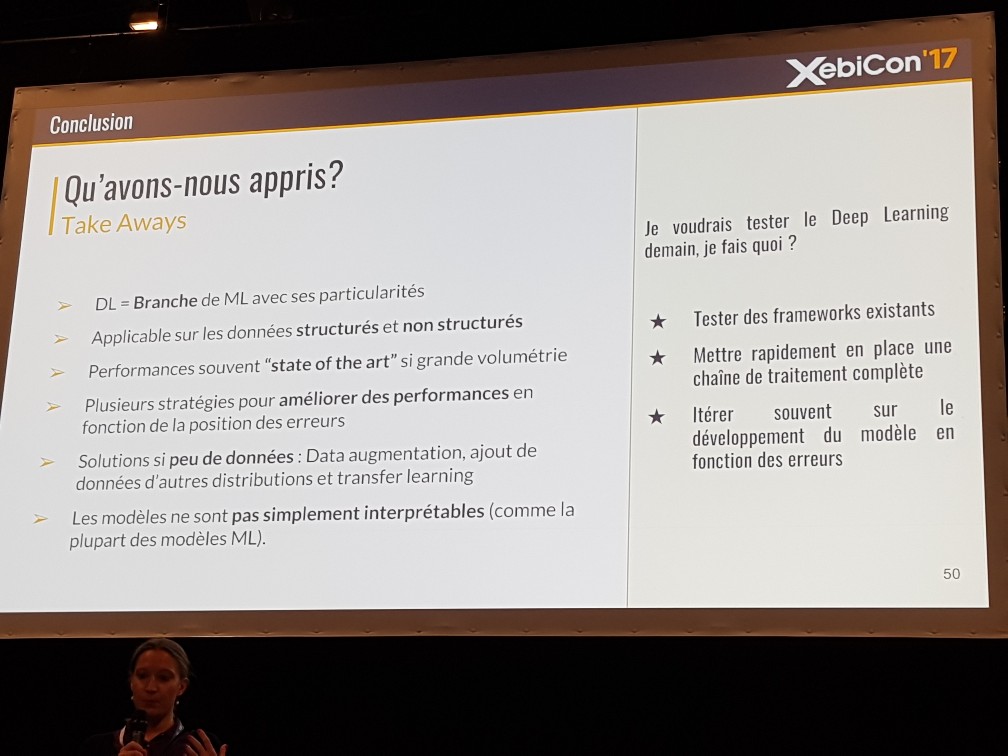 XebiCon'17
Conclusion
Qu'avons-nous appris?
Take Aways
➢ DL = Branche de ML avec ses particularités
➢ Applicable sur les données structurés et non structurés
➢ Performances souvent “state of the art” si grande volumétrie
➢ Plusieurs stratégies pour améliorer des performances en
fonction de la position des erreurs
➢ Solutions si peu de données : Data augmentation, ajout de
données d'autres distributions et transfer learning
➢ Les modèles ne sont pas simplement interprétables (comme la
plupart des modèles ML).
Je voudrais tester le Deep Learning
demain, je fais quoi ?
★ Tester des frameworks existants
★ Mettre rapidement en place une
chaîne de traitement complète
★ Itérer souvent sur le
développement du modèle en
fonction des erreurs
50